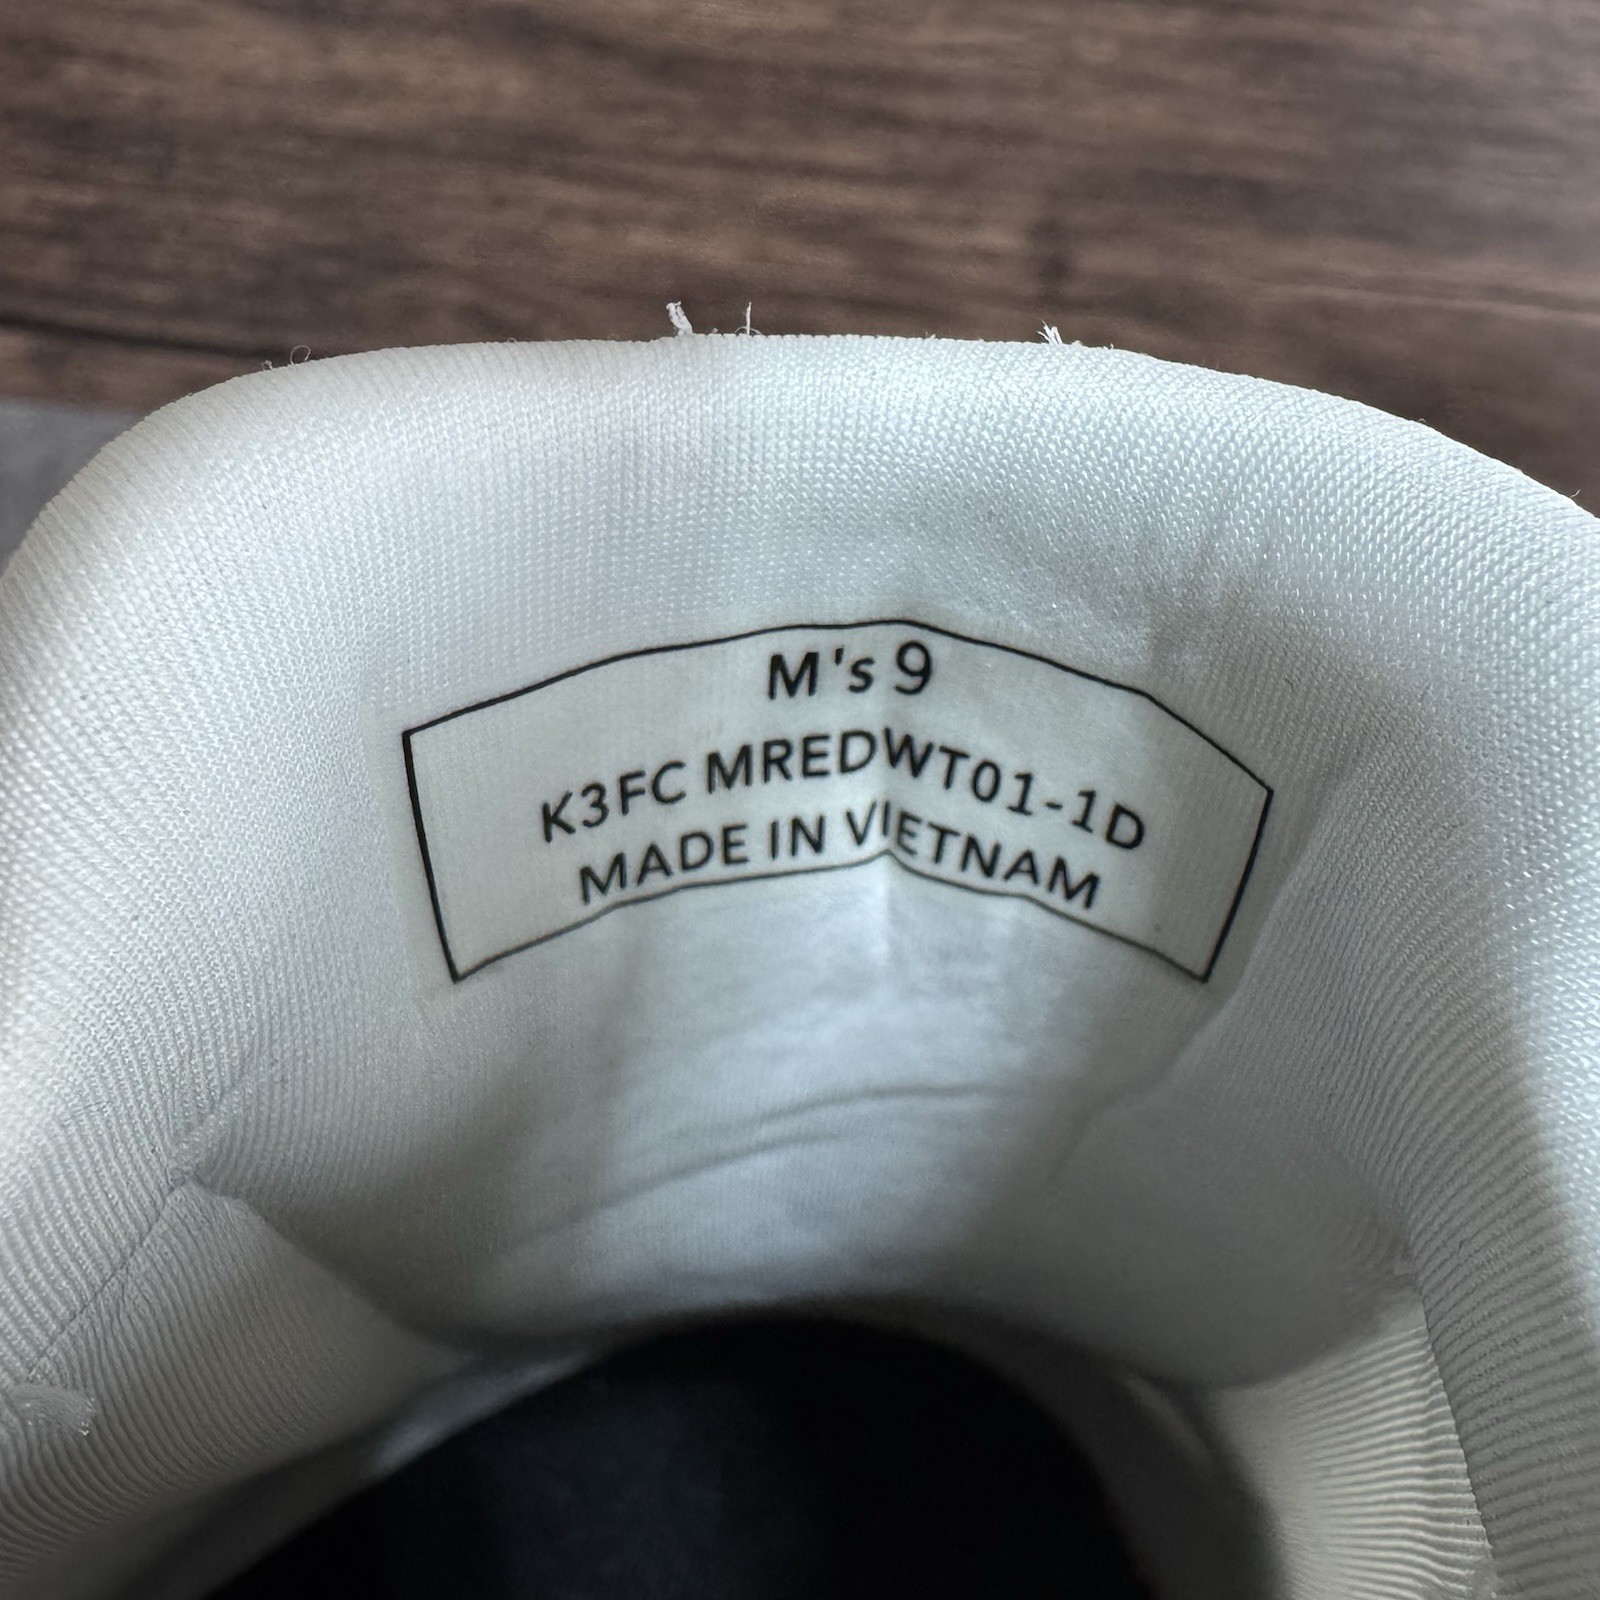 M's 9
K3FC MREDWT01-1D
MADE IN VIETNAM